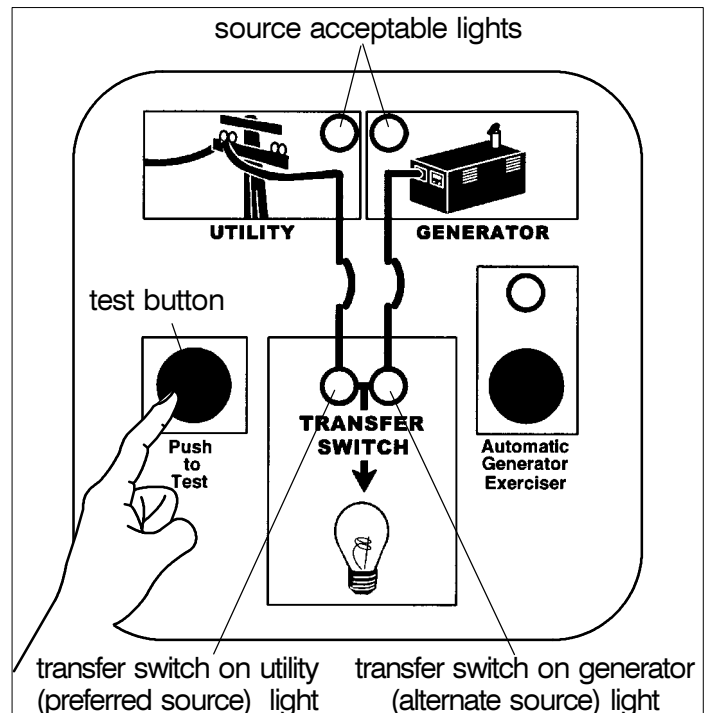 source acceptable lights
UTILITY
GENERATOR
test button
Push
to
Test
TRANSFER
SWITCH
Automatic
Generator
Exerciser
transfer switch on utility
(preferred source) light
transfer switch on generator
(alternate source) light